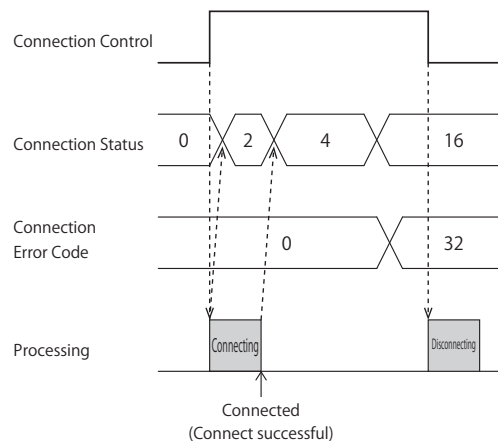 Connection Control
Connection Status
0
2
4
16
Connection
Error Code
0
32
Processing
Connecting
Disconnecting
Connected
(Connect successful)